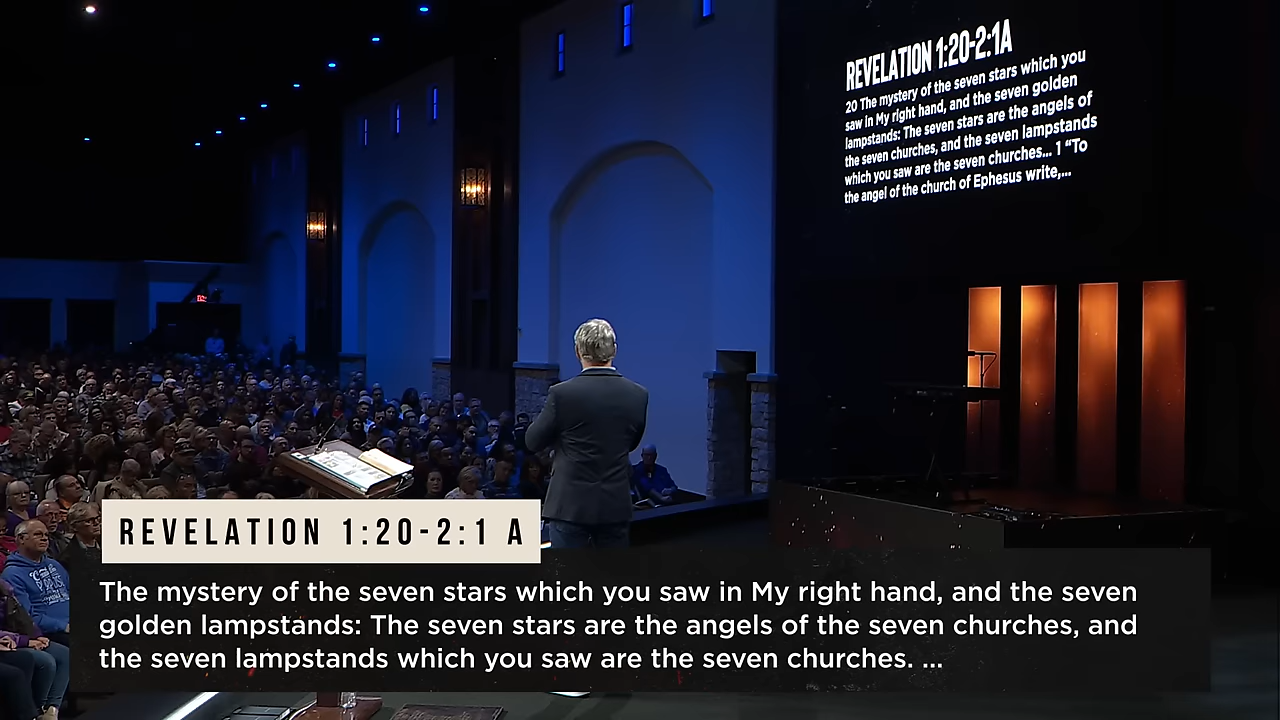 REVELATION 1:20-2:1A
20 The mystery of the seven stars which you
saw in My right hand, and the seven golden
lampstands: The seven stars are the angels of
the seven churches, and the seven lampstands
which you saw are the seven churches... 1 “To
the angel of the church of Ephesus write,...
REVELATION 1:20-2:1 A
The mystery of the seven stars which you saw in My right hand, and the seven
golden lampstands: The seven stars are the angels of the seven churches, and
the seven lampstands which you saw are the seven churches. ...